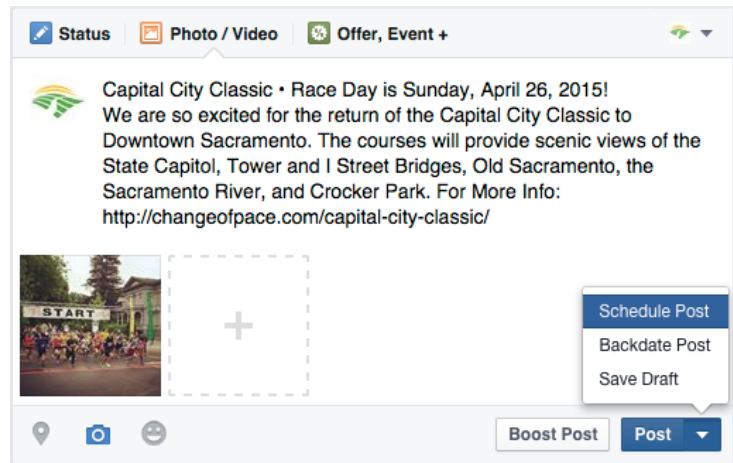 Status Photo / Video Offer, Event +
Capital City Classic • Race Day is Sunday, April 26, 2015!
We are so excited for the return of the Capital City Classic to
Downtown Sacramento. The courses will provide scenic views of the
State Capitol, Tower and I Street Bridges, Old Sacramento, the
Sacramento River, and Crocker Park. For More Info:
http://changeofpace.com/capital-city-classic/
START
Schedule Post
Backdate Post
Save Draft
Boost Post Post